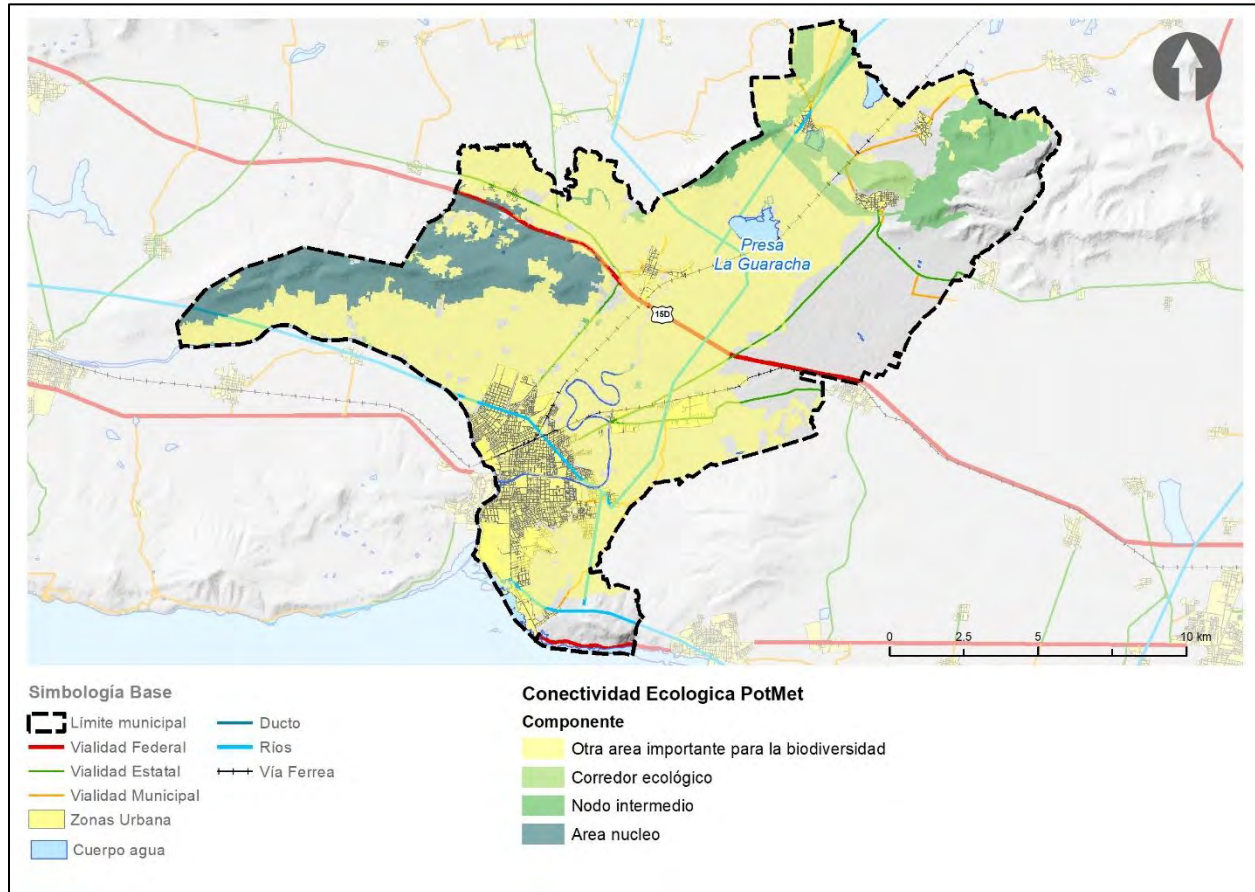 Presa
La Guaracha
15D
0 2.5 5 10 km
Simbología Base
Límite municipal
Vialidad Federal
Vialidad Estatal
Vialidad Municipal
Zonas Urbana
Cuerpo agua
Ducto
Ríos
Vía Ferrea
Conectividad Ecologica PotMet
Componente
Otra area importante para la biodiversidad
Corredor ecológico
Nodo intermedio
Area nucleo